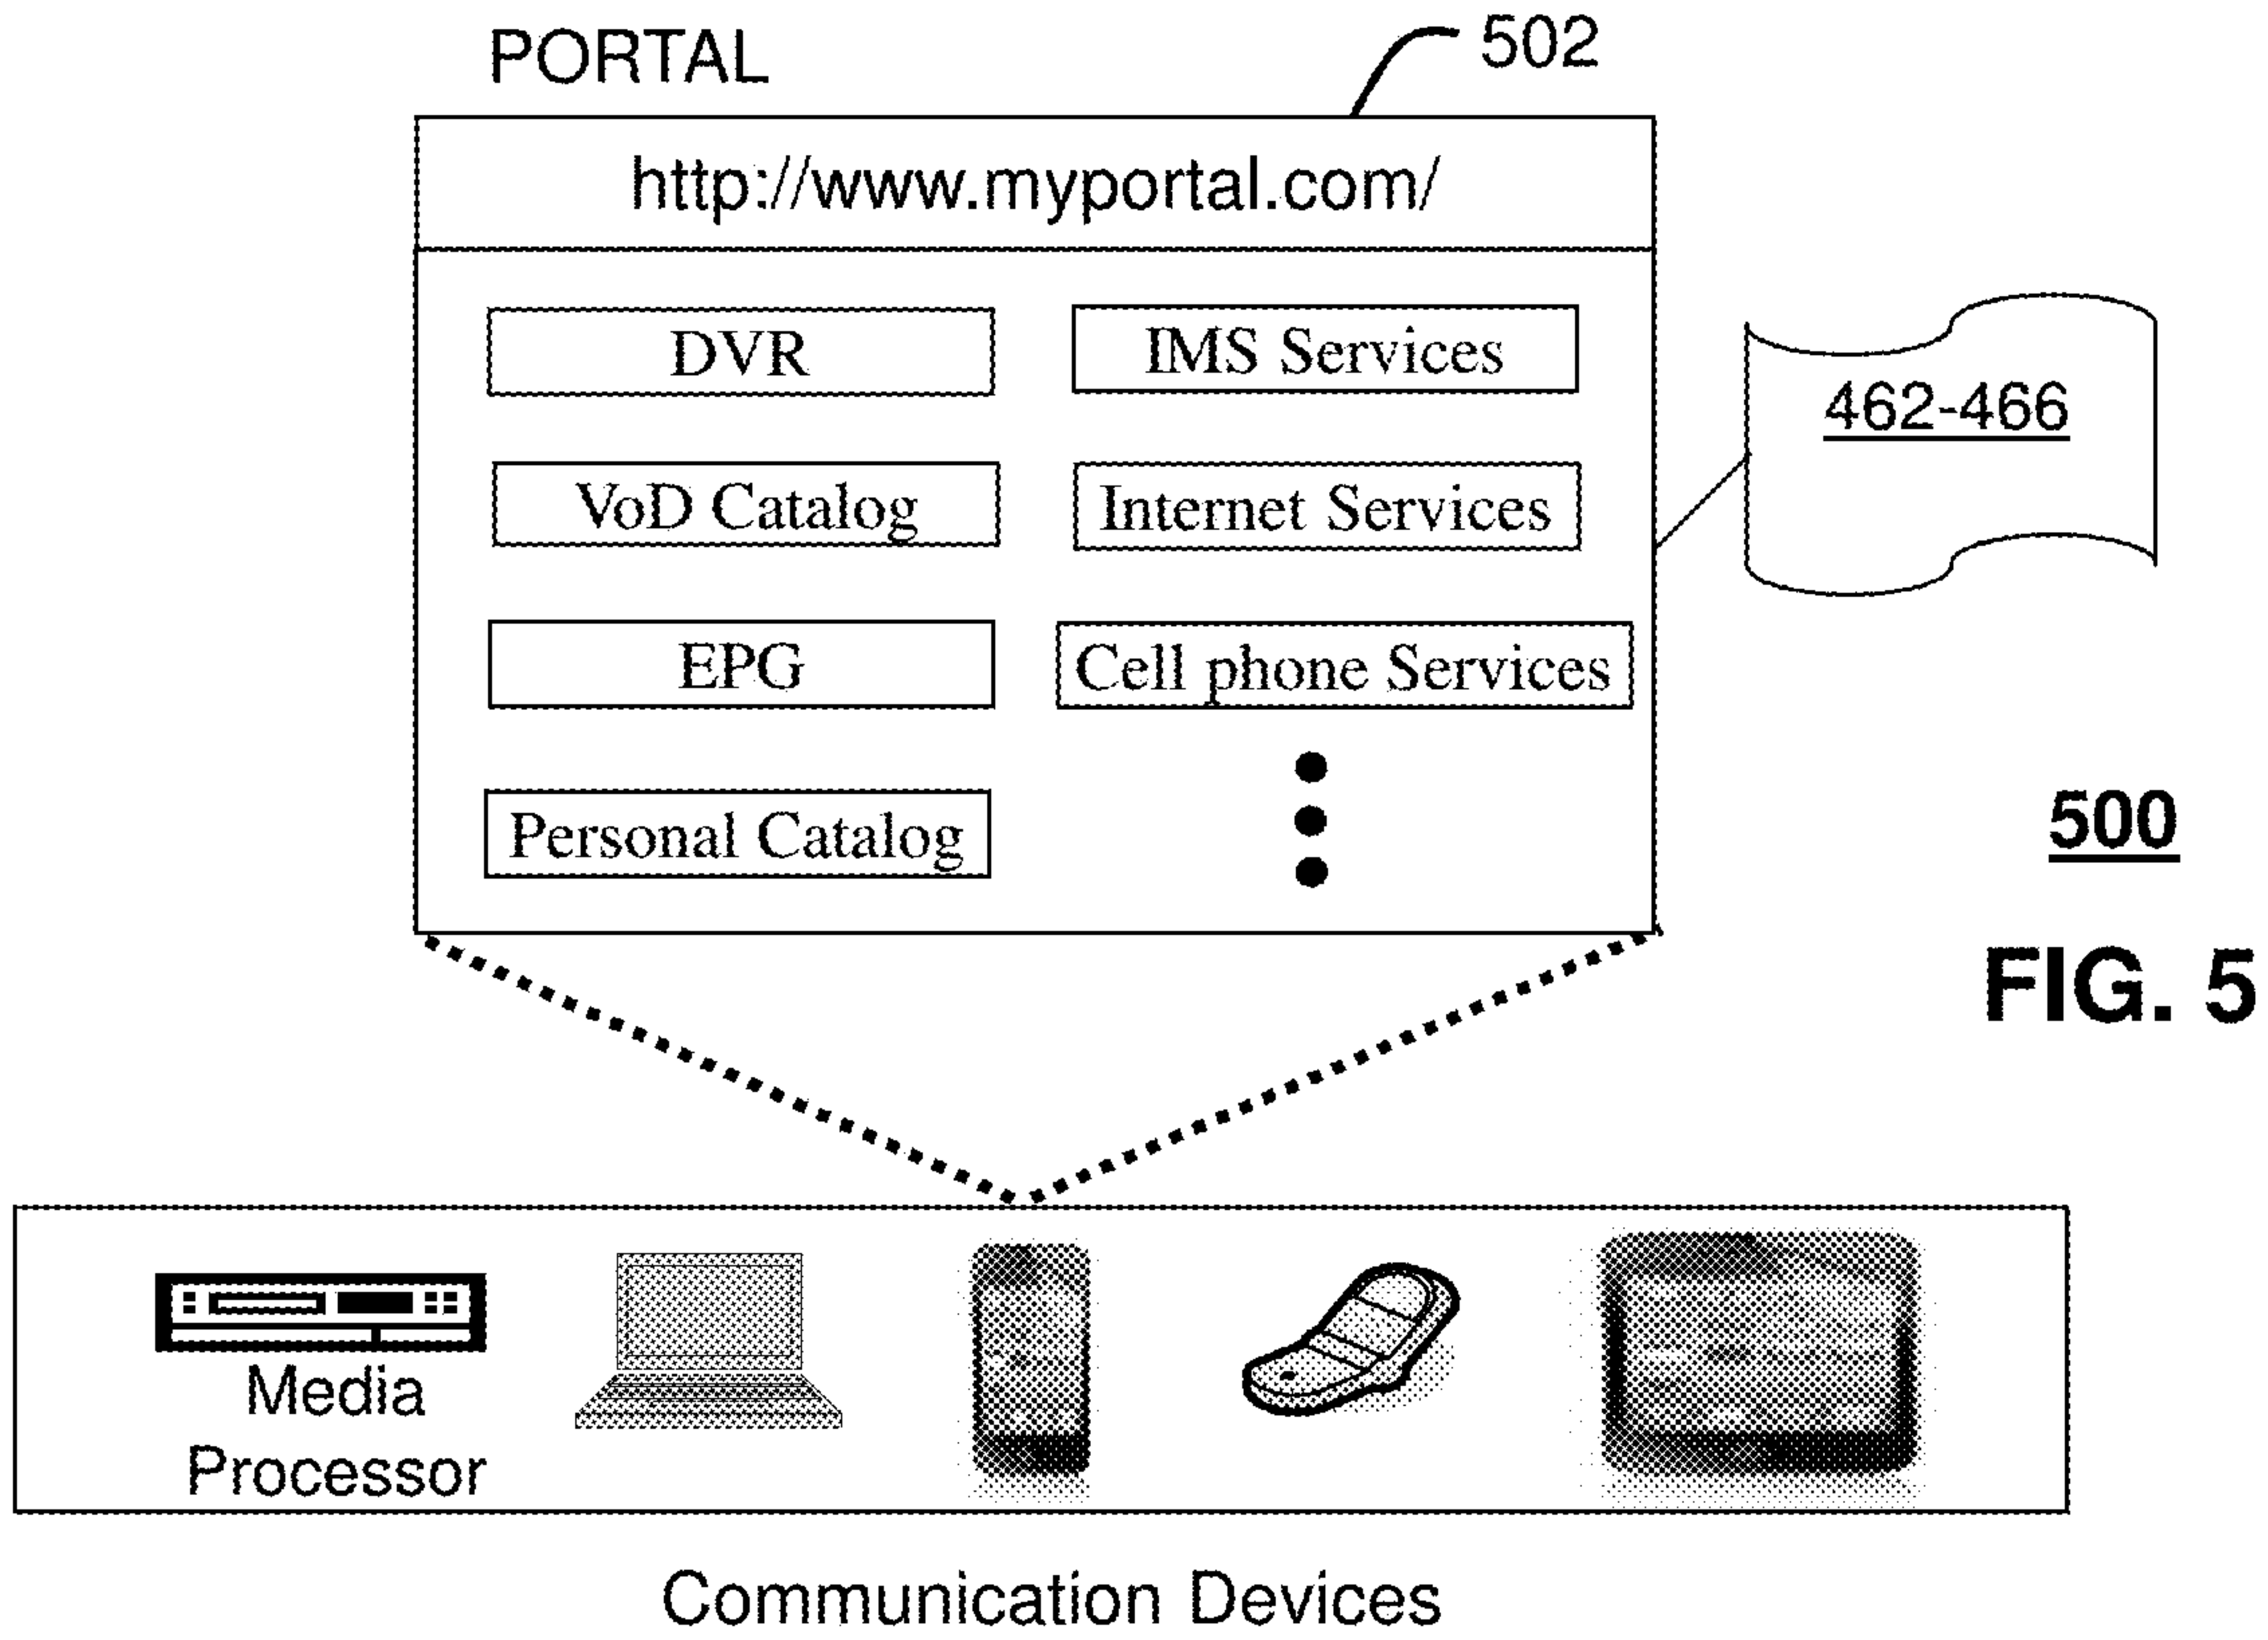 PORTAL
502
http://www.myportal.com/
DVR
IMS Services
VoD Catalog
Internet Services
462-466
EPG
Cell phone Services
Personal Catalog
500
FIG. 5
Media
Processor
Communication Devices